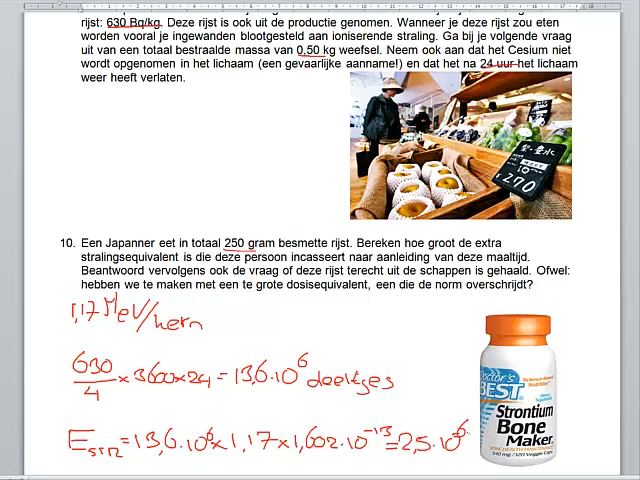 rijst: 630 Bq/kg. Deze rijst is ook uit de productie genomen. Wanneer je deze rijst zou eten
worden vooral je ingewanden blootgesteld aan ioniserende straling. Ga bij je volgende vraag
uit van een totaal bestraalde massa van 0,50 kg weefsel. Neem ook aan dat het Cesium niet
wordt opgenomen in het lichaam (een gevaarlijke aanname!) en dat het na 24 uur het lichaam
weer heeft verlaten.
270
10. Een Japanner eet in totaal 250 gram besmette rijst. Bereken hoe groot de extra
stralingsequivalent is die deze persoon incasseert naar aanleiding van deze maaltijd.
Beantwoord vervolgens ook de vraag of deze rijst terecht uit de schappen is gehaald. Ofwel:
hebben we te maken met een te grote dosisequivalent, een die de norm overschrijdt?
1,17 MeV/kern
630/4 × 3600 × 24 = 13,6·10⁶ deeltjes
E = 13,6·10⁶ × 1,17 × 1,602·10⁻¹³ = 2,5·10⁻⁶
Doctor's
BEST
Strontium
Bone
Maker
340 mg / 120 Veggie Caps